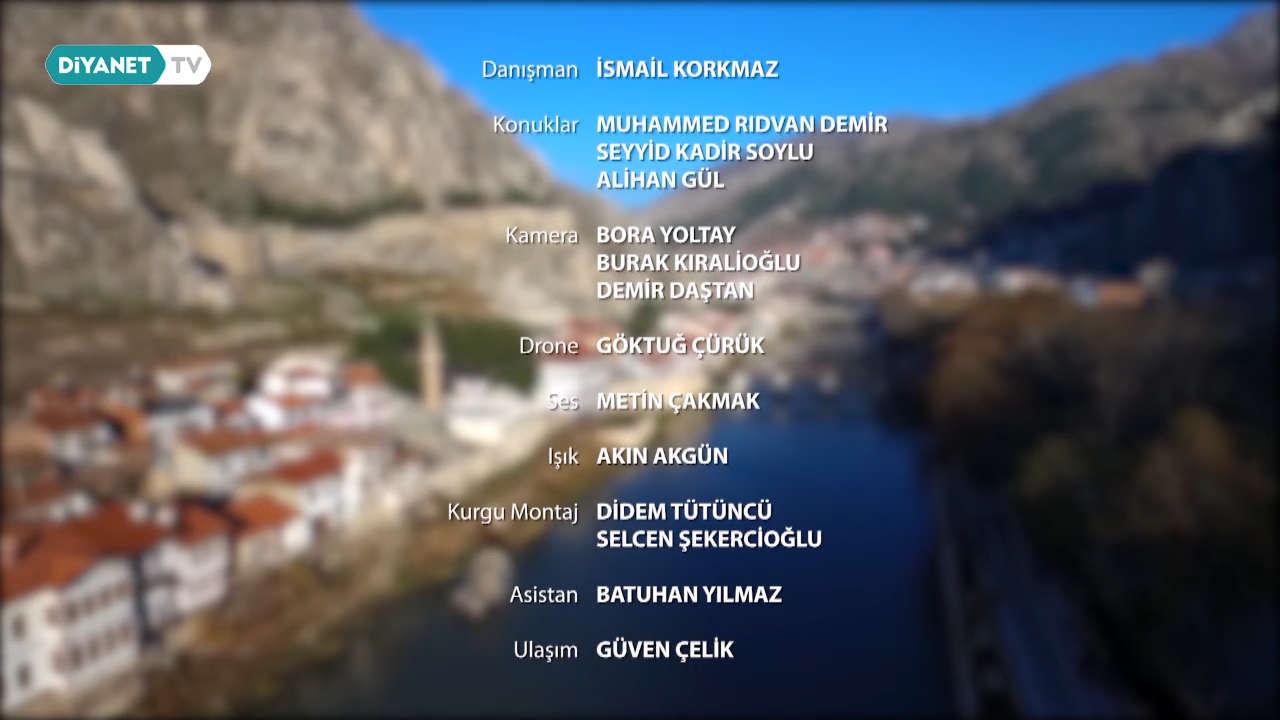 DİYANET TV
Danışman İSMAİL KORKMAZ
Konuklar MUHAMMED RIDVAN DEMİR
SEYYİD KADİR SOYLU
ALİHAN GÜL
Kamera BORA YOLTAY
BURAK KIRALİOĞLU
DEMİR DAŞTAN
Drone GÖKTUĞ ÇÜRÜK
Ses METİN ÇAKMAK
Işık AKIN AKGÜN
Kurgu Montaj DİDEM TÜTÜNCÜ
SELCEN ŞEKERCİOĞLU
Asistan BATUHAN YILMAZ
Ulaşım GÜVEN ÇELİK